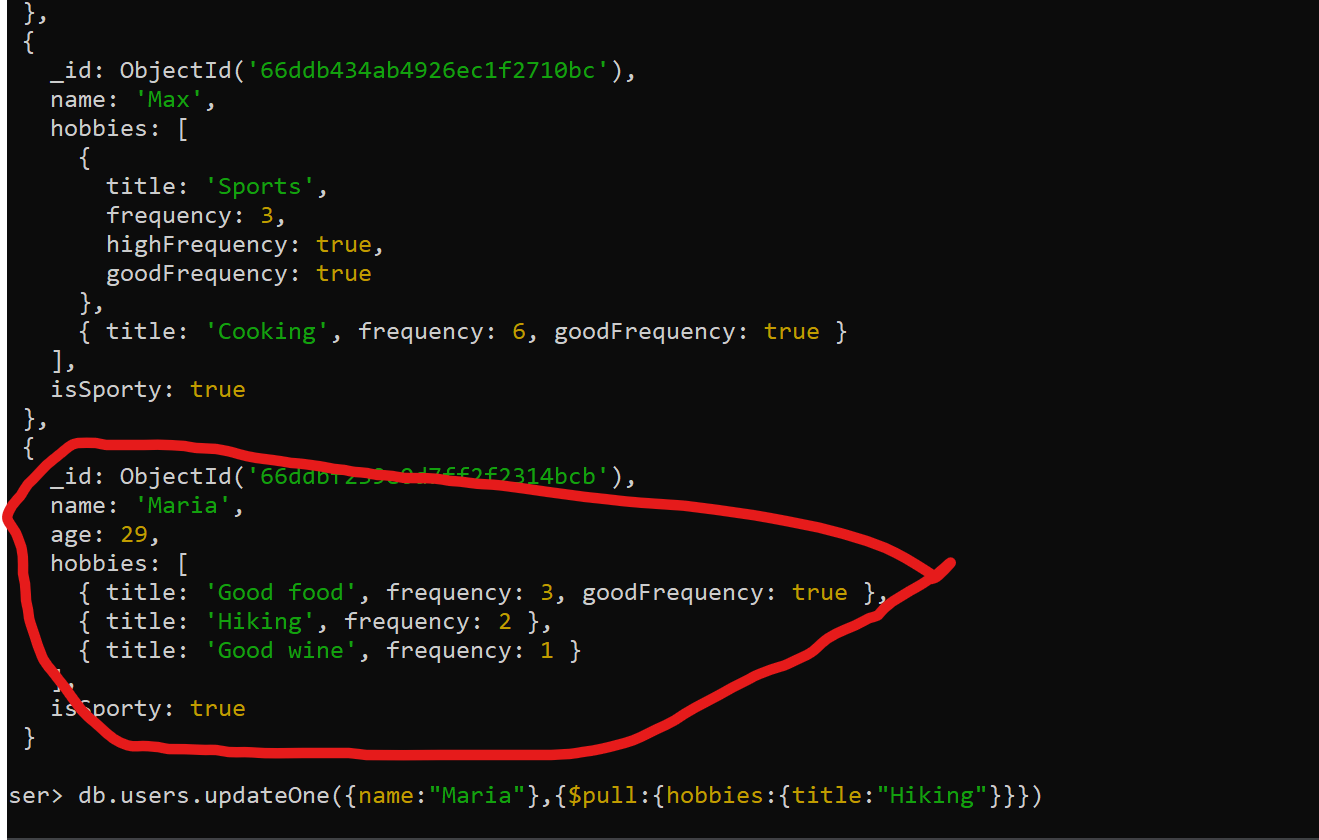 },
{
_id: ObjectId('66ddb434ab4926ec1f2710bc'),
name: 'Max',
hobbies: [
{
title: 'Sports',
frequency: 3,
highFrequency: true,
goodFrequency: true
},
{ title: 'Cooking', frequency: 6, goodFrequency: true }
],
isSporty: true
},
{
_id: ObjectId(
name: 'Maria',
age: 29,
hobbies: [
{ title: 'Good food', frequency: 3, goodFrequency: true },
{ title: 'Hiking', frequency: 2 },
{ title: 'Good wine', frequency: 1 }
],
isSporty: true
}
ser> db.users.updateOne({name:"Maria"},{$pull:{hobbies:{title:"Hiking"}}})